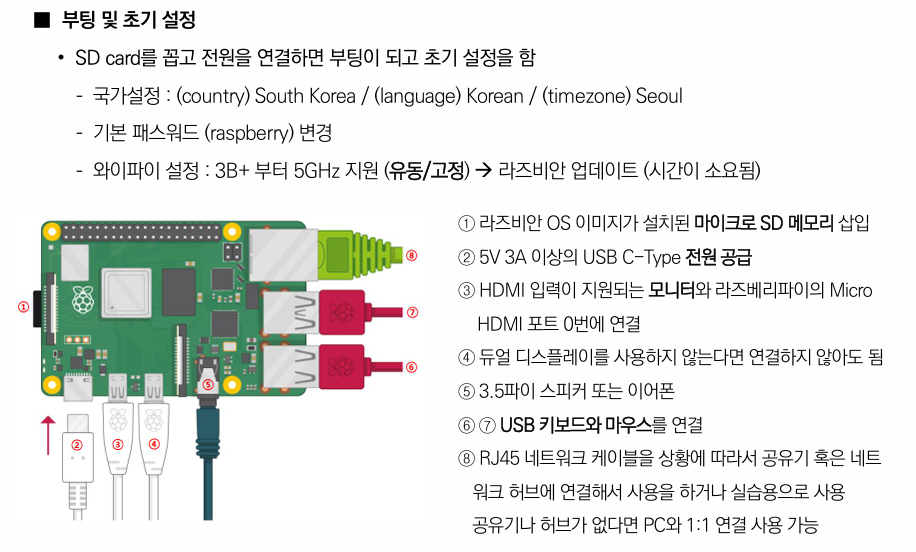 ■ 부팅 및 초기 설정
• SD card를 꼽고 전원을 연결하면 부팅이 되고 초기 설정을 함
- 국가설정 : (country) South Korea / (language) Korean / (timezone) Seoul
- 기본 패스워드 (raspberry) 변경
- 와이파이 설정 : 3B+ 부터 5GHz 지원 (유동/고정) → 라즈비안 업데이트 (시간이 소요됨)
①
②
③
④
⑤
⑥
⑦
⑧
① 라즈비안 OS 이미지가 설치된 마이크로 SD 메모리 삽입
② 5V 3A 이상의 USB C-Type 전원 공급
③ HDMI 입력이 지원되는 모니터와 라즈베리파이의 Micro
HDMI 포트 0번에 연결
④ 듀얼 디스플레이를 사용하지 않는다면 연결하지 않아도 됨
⑤ 3.5파이 스피커 또는 이어폰
⑥ ⑦ USB 키보드와 마우스를 연결
⑧ RJ45 네트워크 케이블을 상황에 따라서 공유기 혹은 네트
워크 허브에 연결해서 사용을 하거나 실습용으로 사용
공유기나 허브가 없다면 PC와 1:1 연결 사용 가능